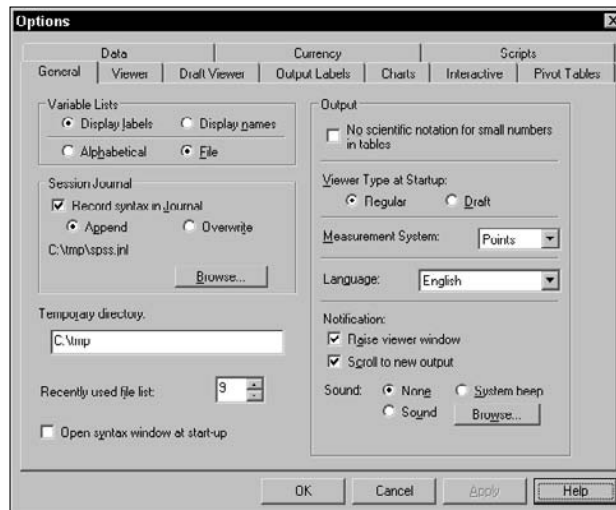 Options
Data Currency Scripts
General Viewer Draft Viewer Output Labels Charts Interactive Pivot Tables
Variable Lists
Display labels Display names
Alphabetical File
Session Journal
Record syntax in Journal
Append Overwrite
C:\tmp\spss.jnl
Browse...
Temporary directory:
C:\tmp
Recently used file list: 9
Open syntax window at start-up
Output
No scientific notation for small numbers
in tables
Viewer Type at Startup:
Regular Draft
Measurement System: Points
Language: English
Notification:
Raise viewer window
Scroll to new output
Sound: None System beep
Sound Browse...
OK Cancel Apply Help